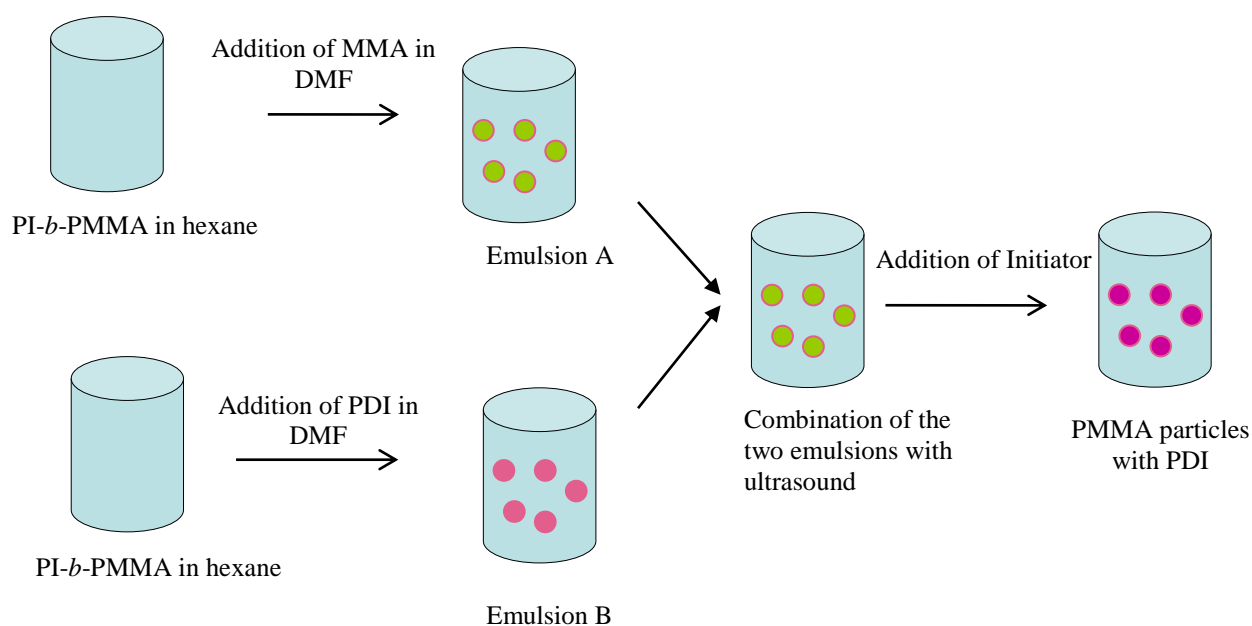 Addition of MMA in
DMF
PI-b-PMMA in hexane
Emulsion A
Addition of PDI in
DMF
PI-b-PMMA in hexane
Emulsion B
Combination of the
two emulsions with
ultrasound
Addition of Initiator
PMMA particles
with PDI